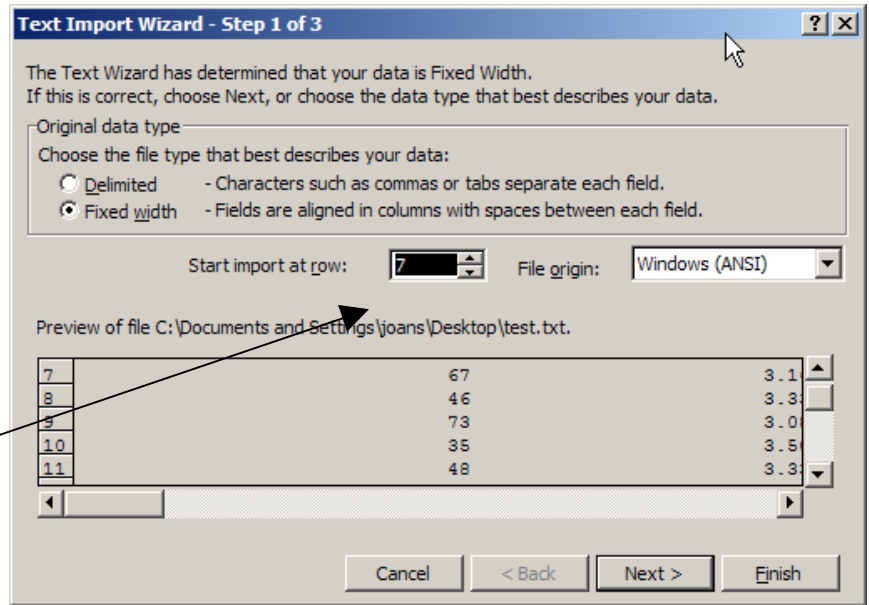 Text Import Wizard - Step 1 of 3
The Text Wizard has determined that your data is Fixed Width.
If this is correct, choose Next, or choose the data type that best describes your data.
Original data type
Choose the file type that best describes your data:
Delimited - Characters such as commas or tabs separate each field.
Fixed width - Fields are aligned in columns with spaces between each field.
Start import at row: 7 File origin: Windows (ANSI)
Preview of file C:\Documents and Settings\joans\Desktop\test.txt.
7 67
8 46
9 73
10 35
11 48
Cancel < Back Next > Finish